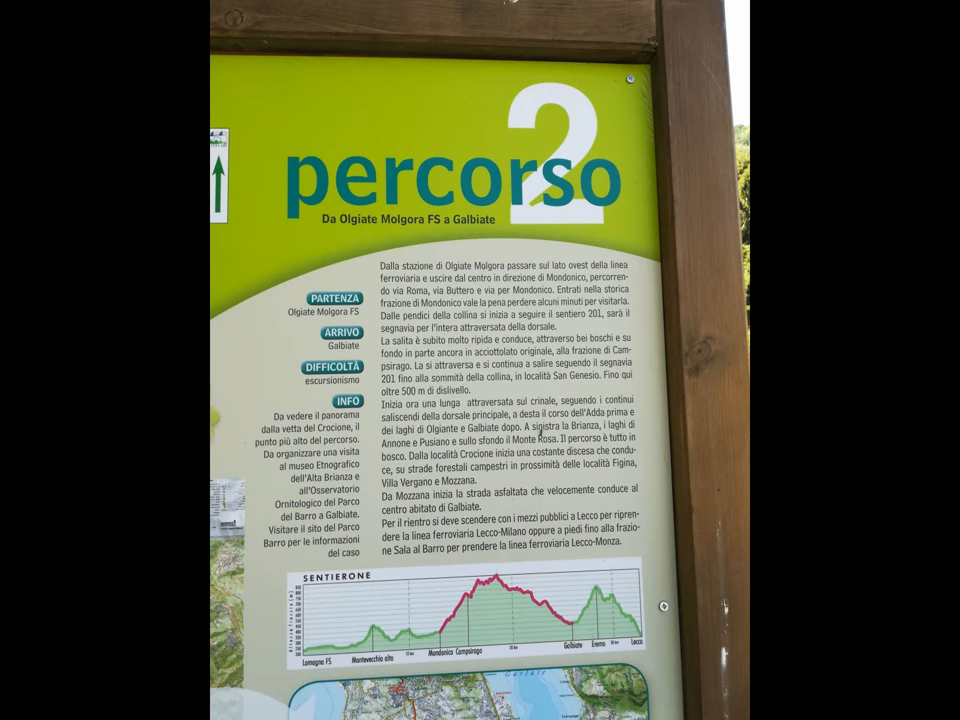 2
percorso
Da Olgiate Molgora FS a Galbiate
PARTENZA
Olgiate Molgora FS
ARRIVO
Galbiate
DIFFICOLTÀ
escursionismo
INFO
Da vedere il panorama
dalla vetta del Crocione, il
punto più alto del percorso.
Da organizzare una visita
al museo Etnografico
dell'Alta Brianza e
all'Osservatorio
Ornitologico del Parco
del Barro a Galbiate.
Visitare il sito del Parco
Barro per le informazioni
del caso
Dalla stazione di Olgiate Molgora passare sul lato ovest della linea
ferroviaria e uscire dal centro in direzione di Mondonico, percorren-
do via Roma, via Buttero e via per Mondonico. Entrati nella storica
frazione di Mondonico vale la pena perdere alcuni minuti per visitarla.
Dalle pendici della collina si inizia a seguire il sentiero 201, sarà il
segnavia per l'intera attraversata della dorsale.
La salita è subito molto ripida e conduce, attraverso bei boschi e su
fondo in parte ancora in acciottolato originale, alla frazione di Cam-
psirago. La si attraversa e si continua a salire seguendo il segnavia
201 fino alla sommità della collina, in località San Genesio. Fino qui
oltre 500 m di dislivello.
Inizia ora una lunga attraversata sul crinale, seguendo i continui
saliscendi della dorsale principale, a desta il corso dell'Adda prima e
dei laghi di Olginate e Galbiate dopo. A sinistra la Brianza, i laghi di
Annone e Pusiano e sullo sfondo il Monte Rosa. Il percorso è tutto in
bosco. Dalla località Crocione inizia una costante discesa che condu-
ce, su strade forestali campestri in prossimità delle località Figina,
Villa Vergano e Mozzana.
Da Mozzana inizia la strada asfaltata che velocemente conduce al
centro abitato di Galbiate.
Per il rientro si deve scendere con i mezzi pubblici a Lecco per ripren-
dere la linea ferroviaria Lecco-Milano oppure a piedi fino alla frazio-
ne Sala al Barro per prendere la linea ferroviaria Lecco-Monza.
SENTIERONE
Lomagna FS
Montevecchia alta
10 km
Mondonico
Campsirago
20 km
Galbiate
Eremo
30 km
Lecco